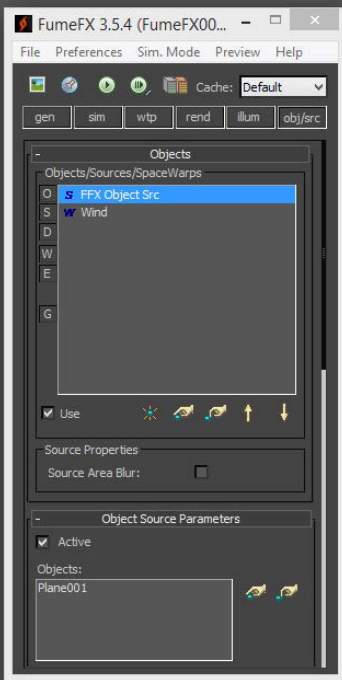 FumeFX 3.5.4 (FumeFX00...
File Preferences Sim. Mode Preview Help
Cache: Default
gen sim wtp rend illum obj/src
- Objects
Objects/Sources/SpaceWarps
O S FFX Object Src
S W Wind
D
W
E
G
Use
Source Properties
Source Area Blur:
- Object Source Parameters
Active
Objects:
Plane001